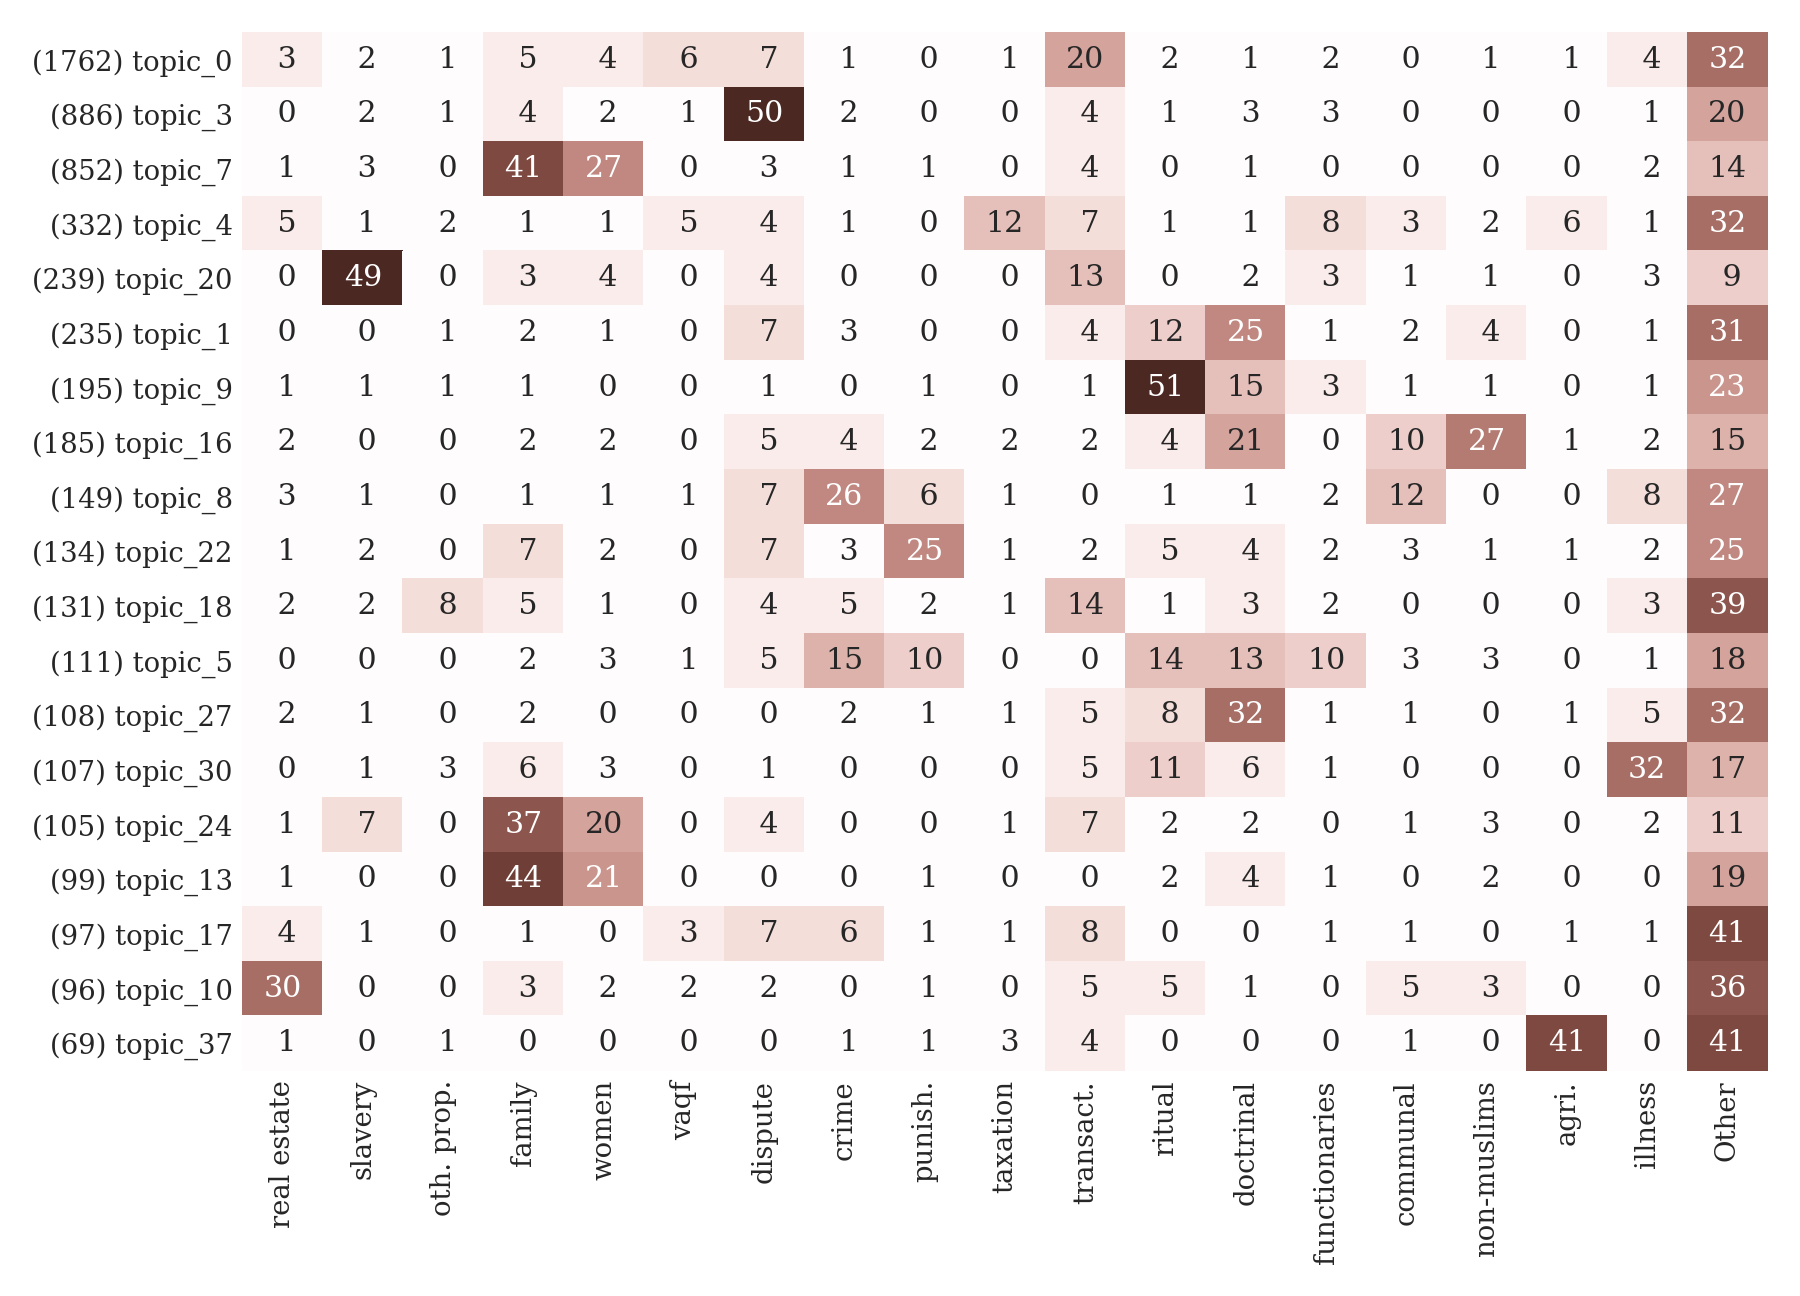 (1762) topic_0 3 2 1 5 4 6 7 1 0 1 20 2 1 2 0 1 1 4 32
(886) topic_3 0 2 1 4 2 1 50 2 0 0 4 1 3 3 0 0 0 1 20
(852) topic_7 1 3 0 41 27 0 3 1 1 0 4 0 1 0 0 0 0 2 14
(332) topic_4 5 1 2 1 1 5 4 1 0 12 7 1 1 8 3 2 6 1 32
(239) topic_20 0 49 0 3 4 0 4 0 0 0 13 0 2 3 1 1 0 3 9
(235) topic_1 0 0 1 2 1 0 7 3 0 0 4 12 25 1 2 4 0 1 31
(195) topic_9 1 1 1 1 0 0 1 0 1 0 1 51 15 3 1 1 0 1 23
(185) topic_16 2 0 0 2 2 0 5 4 2 2 2 4 21 0 10 27 1 2 15
(149) topic_8 3 1 0 1 1 1 7 26 6 1 0 1 1 2 12 0 0 8 27
(134) topic_22 1 2 0 7 2 0 7 3 25 1 2 5 4 2 3 1 1 2 25
(131) topic_18 2 2 8 5 1 0 4 5 2 1 14 1 3 2 0 0 0 3 39
(111) topic_5 0 0 0 2 3 1 5 15 10 0 0 14 13 10 3 3 0 1 18
(108) topic_27 2 1 0 2 0 0 0 2 1 1 5 8 32 1 1 0 1 5 32
(107) topic_30 0 1 3 6 3 0 1 0 0 0 5 11 6 1 0 0 0 32 17
(105) topic_24 1 7 0 37 20 0 4 0 0 1 7 2 2 0 1 3 0 2 11
(99) topic_13 1 0 0 44 21 0 0 0 1 0 0 2 4 1 0 2 0 0 19
(97) topic_17 4 1 0 1 0 3 7 6 1 1 8 0 0 1 1 0 1 1 41
(96) topic_10 30 0 0 3 2 2 2 0 1 0 5 5 1 0 5 3 0 0 36
(69) topic_37 1 0 1 0 0 0 0 1 1 3 4 0 0 0 1 0 41 0 41
real estate
slavery
oth. prop.
family
women
vaqf
dispute
crime
punish.
taxation
transact.
ritual
doctrinal
functionaries
communal
non-muslims
agri.
illness
Other